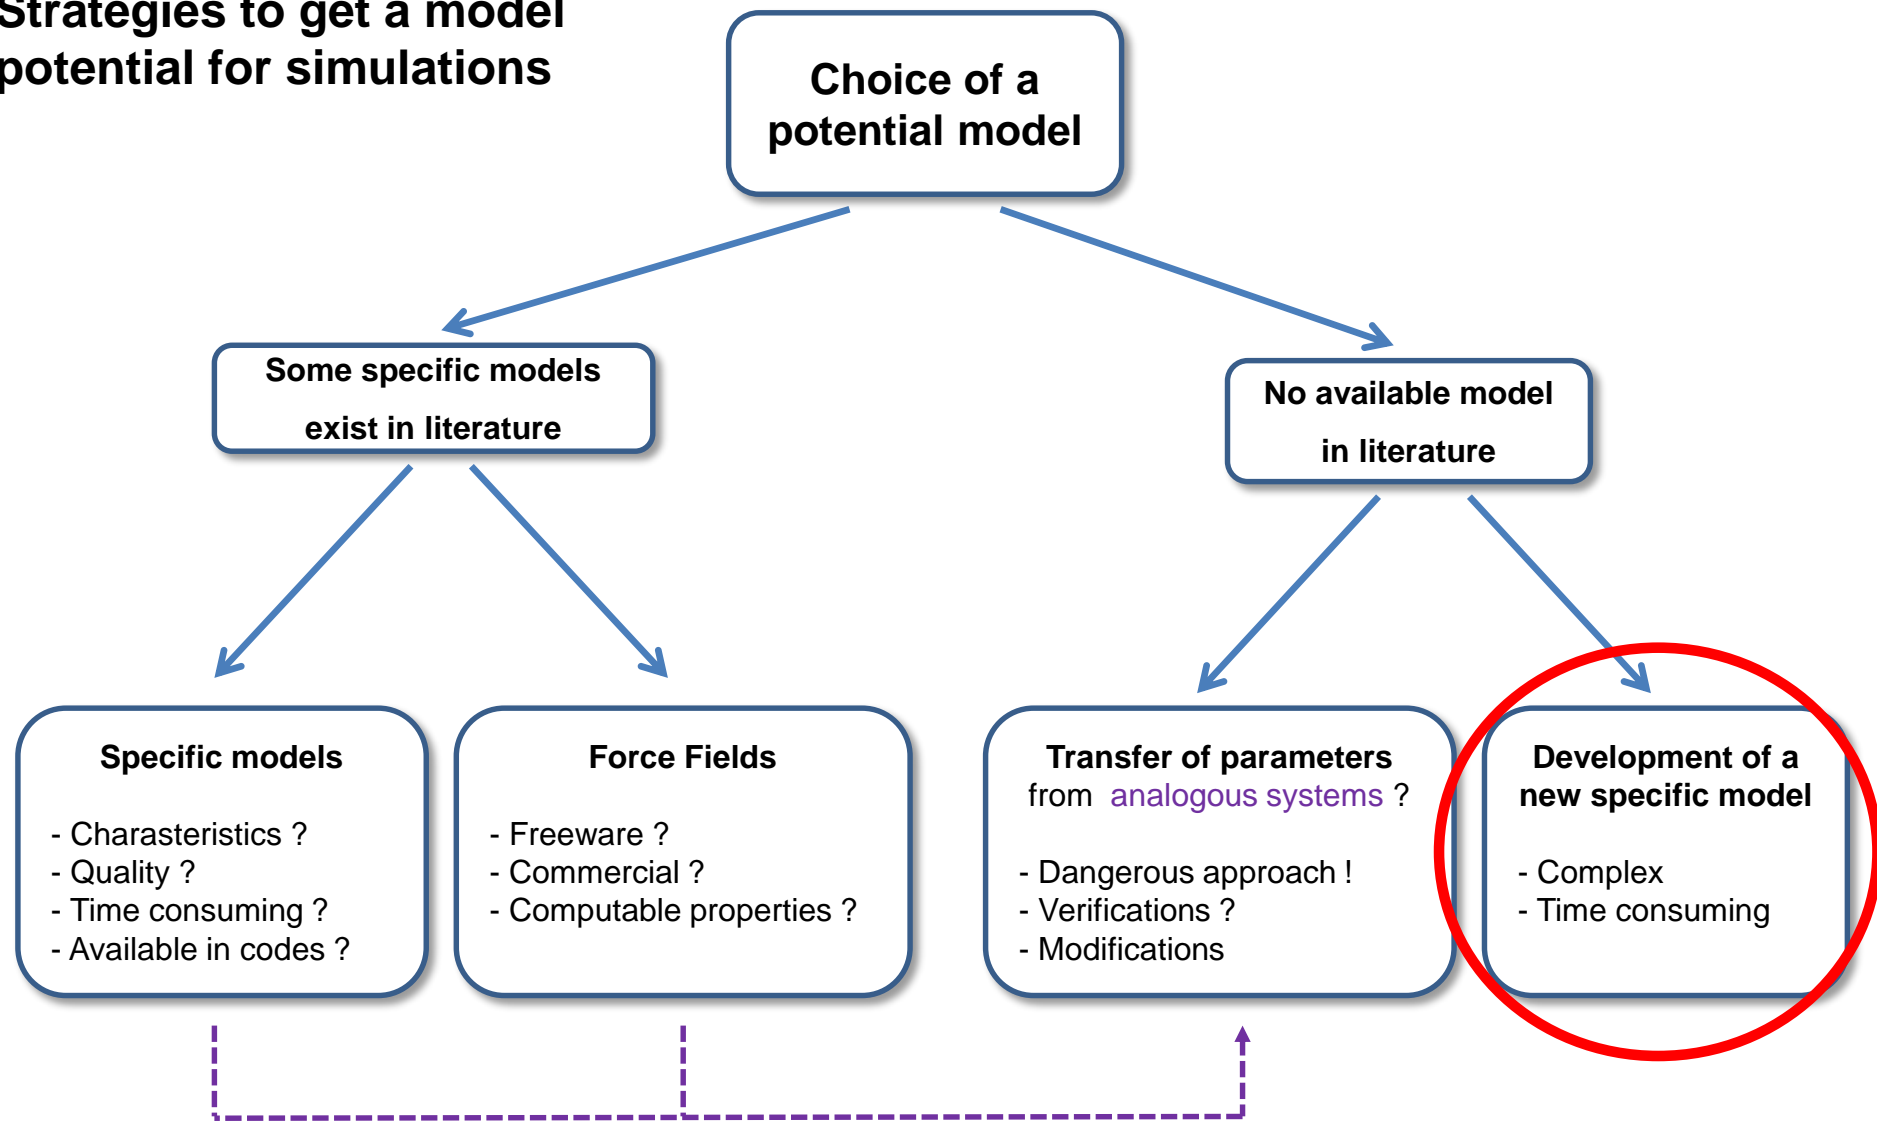 Strategies to get a model
potential for simulations
Choice of a
potential model
Some specific models
exist in literature
No available model
in literature
Specific models
- Charasteristics ?
- Quality ?
- Time consuming ?
- Available in codes ?
Force Fields
- Freeware ?
- Commercial ?
- Computable properties ?
Transfer of parameters
from analogous systems ?
- Dangerous approach !
- Verifications ?
- Modifications
Development of a
new specific model
- Complex
- Time consuming